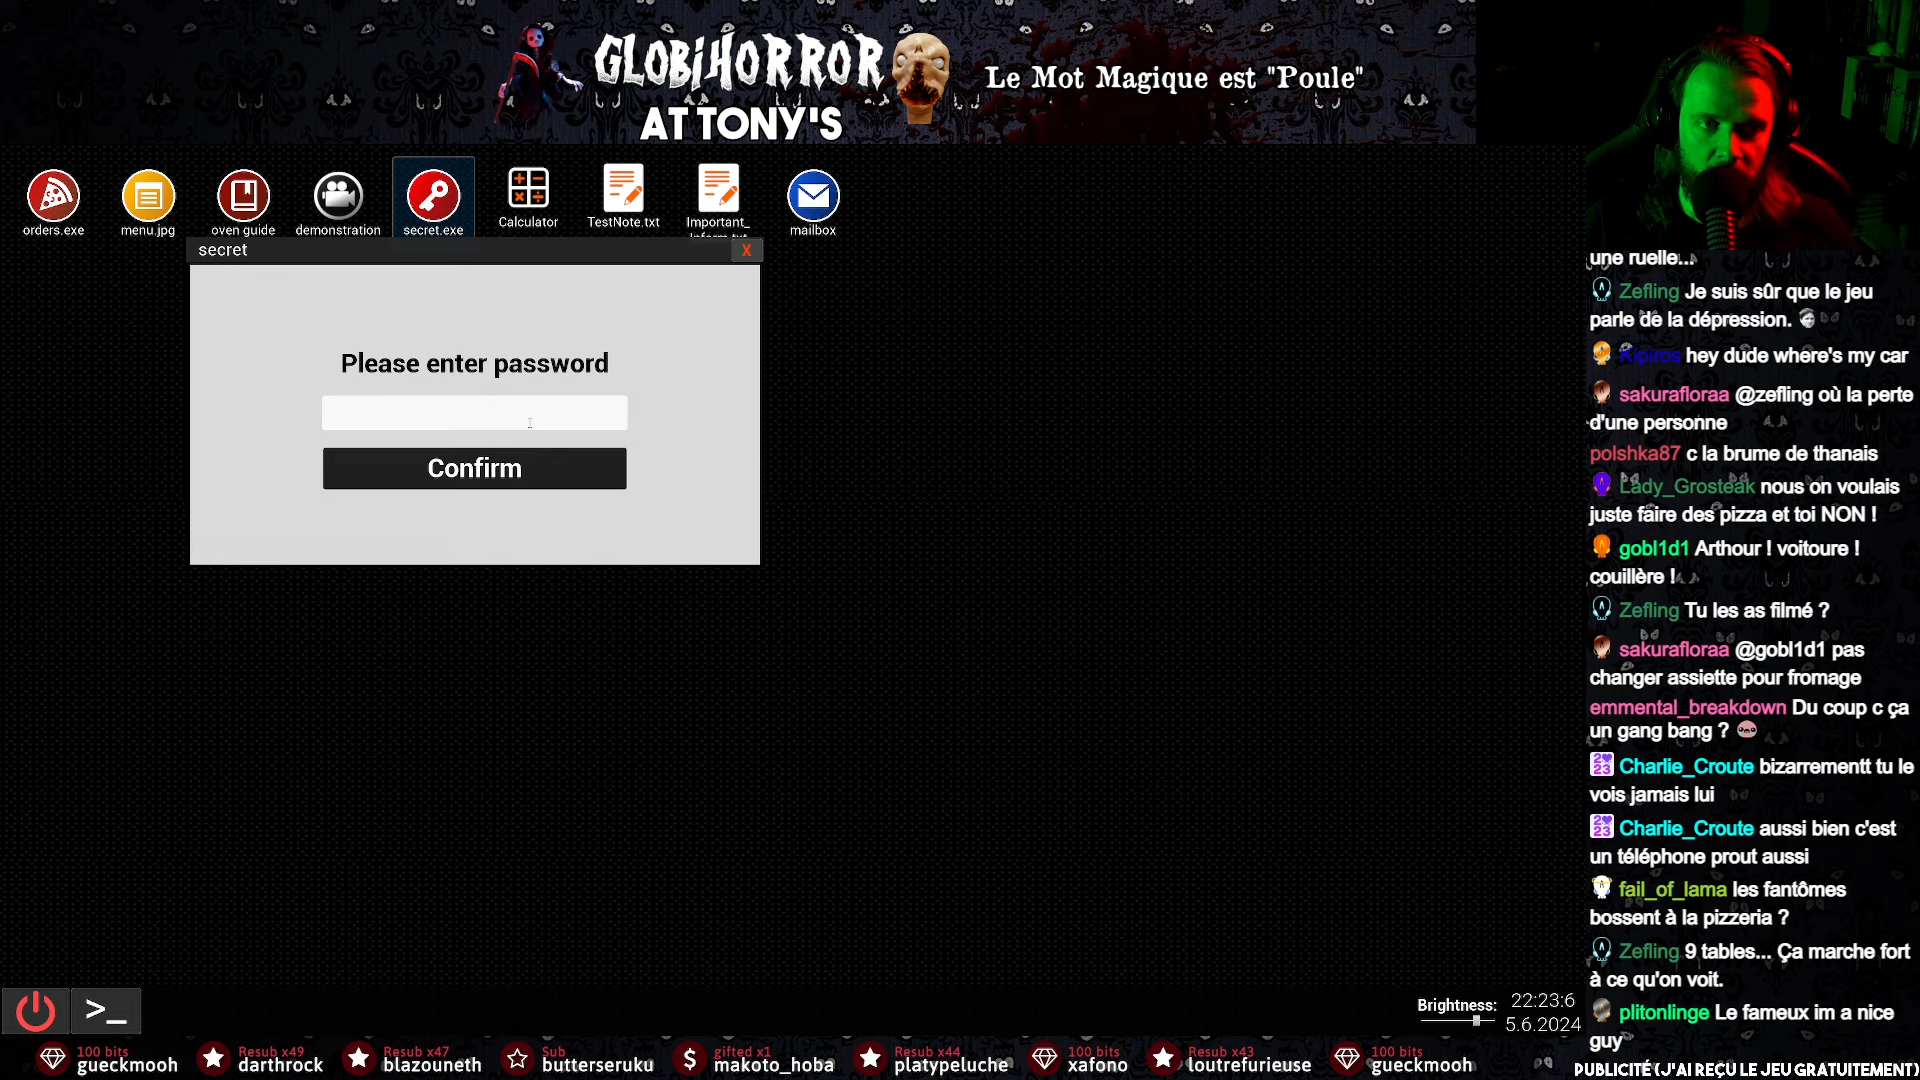 GLOBIHORROR
AT TONY'S
Le Mot Magique est "Poule"
orders.exe
menu.jpg
oven guide
demonstration
secret.exe
Calculator
TestNote.txt
Important_
Inform.txt
mailbox
secret
X
Please enter password
Confirm
une ruelle...
Zefling Je suis sûr que le jeu
parle de la dépression.
Kipiros hey dude where's my car
sakurafloraa @zefling où la perte
d'une personne
polshka87 c la brume de thanais
Lady_Grosteak nous on voulais
juste faire des pizza et toi NON !
gobl1d1 Arthour ! voitoure !
couillère !
Zefling Tu les as filmé ?
sakurafloraa @gobl1d1 pas
changer assiette pour fromage
emmental_breakdown Du coup c ça
un gang bang ?
Charlie_Croute bizarrementt tu le
vois jamais lui
Charlie_Croute aussi bien c'est
un téléphone prout aussi
fail_of_lama les fantômes
bossent à la pizzeria ?
Zefling 9 tables... Ça marche fort
à ce qu'on voit.
plitonlinge Le fameux im a nice
guy
>_
Brightness:
22:23:6
5.6.2024
100 bits
gueckmooh
Resub x49
darthrock
Resub x47
blazouneth
Sub
butterseruku
gifted x1
makoto_hoba
Resub x44
platypeluche
100 bits
xafono
Resub x43
loutrefurieuse
100 bits
gueckmooh
PUBLICITÉ (J'AI REÇU LE JEU GRATUITEMENT)